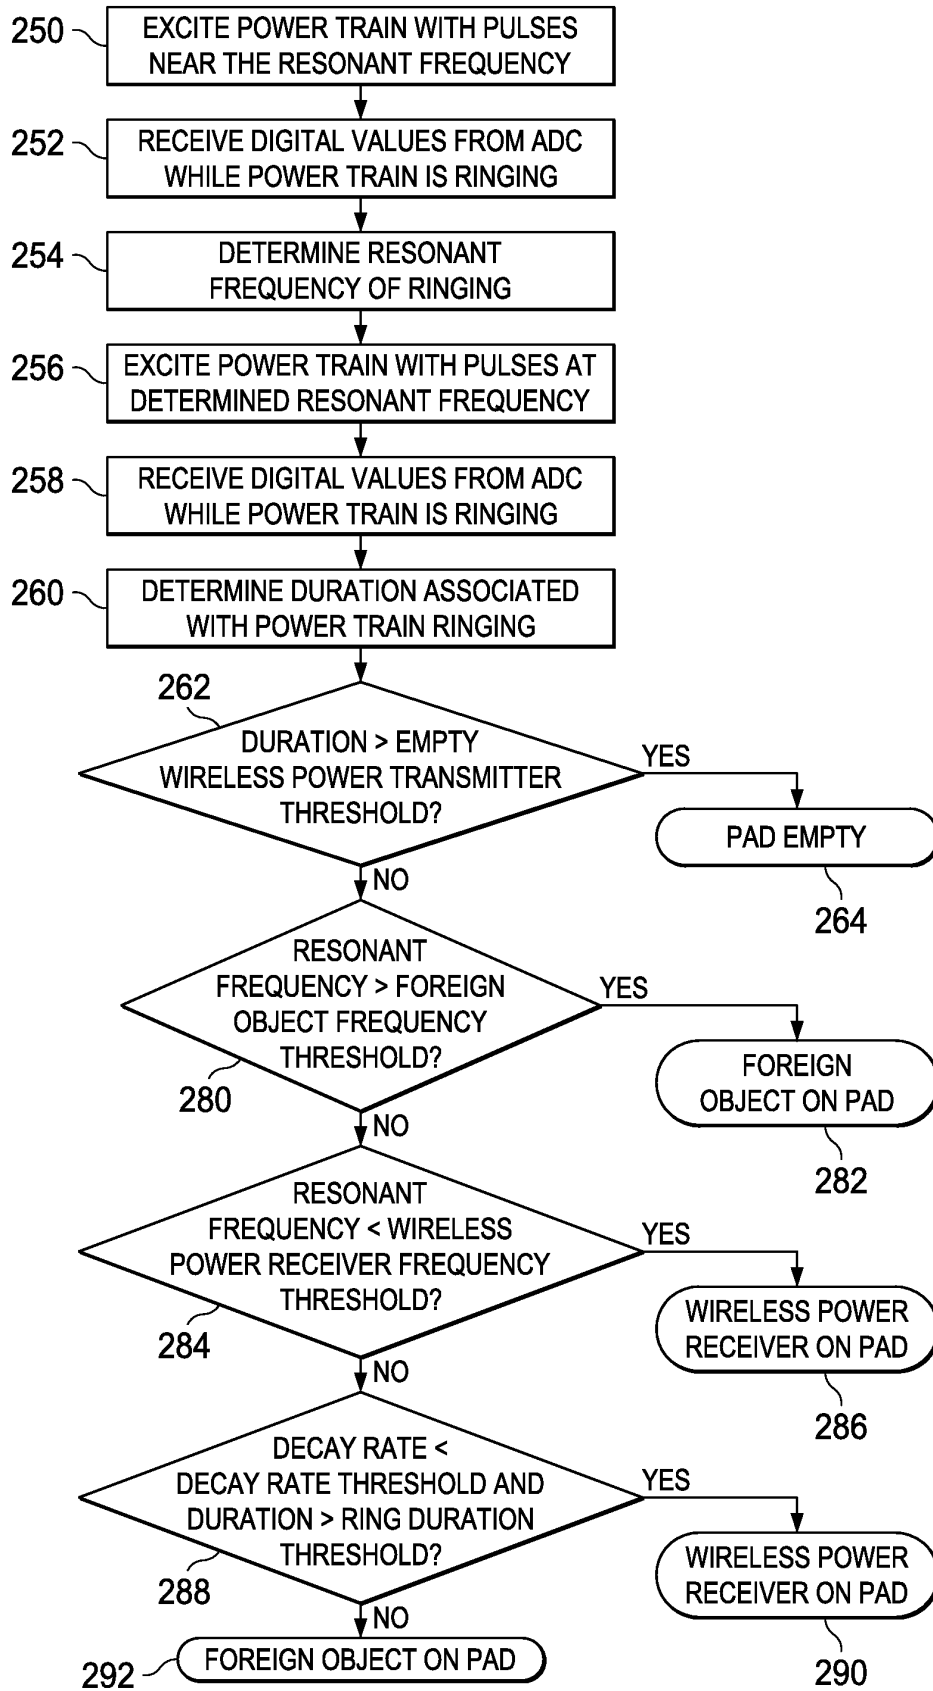 250
EXCITE POWER TRAIN WITH PULSES
NEAR THE RESONANT FREQUENCY
252
RECEIVE DIGITAL VALUES FROM ADC
WHILE POWER TRAIN IS RINGING
254
DETERMINE RESONANT
FREQUENCY OF RINGING
256
EXCITE POWER TRAIN WITH PULSES AT
DETERMINED RESONANT FREQUENCY
258
RECEIVE DIGITAL VALUES FROM ADC
WHILE POWER TRAIN IS RINGING
260
DETERMINE DURATION ASSOCIATED
WITH POWER TRAIN RINGING
262
DURATION > EMPTY
WIRELESS POWER TRANSMITTER
THRESHOLD?
YES
PAD EMPTY
264
NO
RESONANT
FREQUENCY > FOREIGN
OBJECT FREQUENCY
THRESHOLD?
280
YES
FOREIGN
OBJECT ON PAD
282
NO
RESONANT
FREQUENCY < WIRELESS
POWER RECEIVER FREQUENCY
THRESHOLD?
284
YES
WIRELESS POWER
RECEIVER ON PAD
286
NO
DECAY RATE <
DECAY RATE THRESHOLD AND
DURATION > RING DURATION
THRESHOLD?
288
YES
WIRELESS POWER
RECEIVER ON PAD
290
NO
292
FOREIGN OBJECT ON PAD